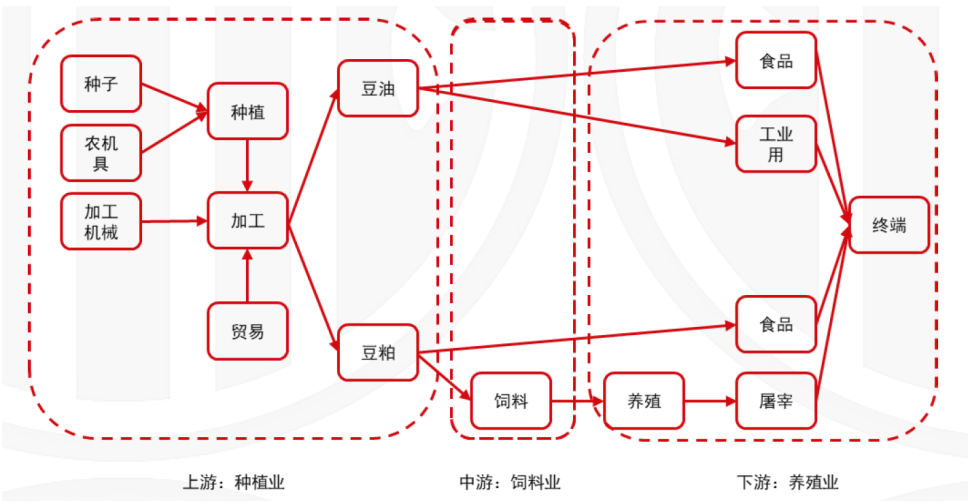 种子
农机
具
加工
机械
种植
加工
贸易
豆油
豆粕
饲料
养殖
食品
工业
用
食品
屠宰
终端
上游：种植业
中游：饲料业
下游：养殖业